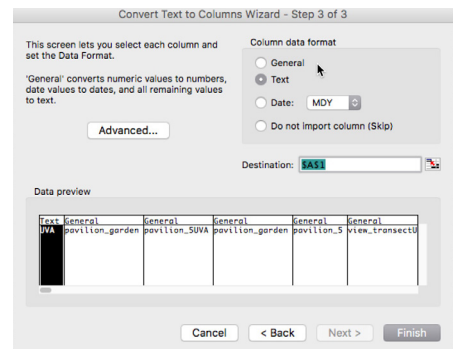 Convert Text to Columns Wizard - Step 3 of 3
This screen lets you select each column and
set the Data Format.
'General' converts numeric values to numbers,
date values to dates, and all remaining values
to text.
Advanced...
Column data format
General
Text
Date: MDY
Do not import column (Skip)
Destination: $A$1
Data preview
Text General General General General General
UVA pavilion_garden pavilion_5UVA pavilion_garden pavilion_5 view_transectU
Cancel < Back Next > Finish